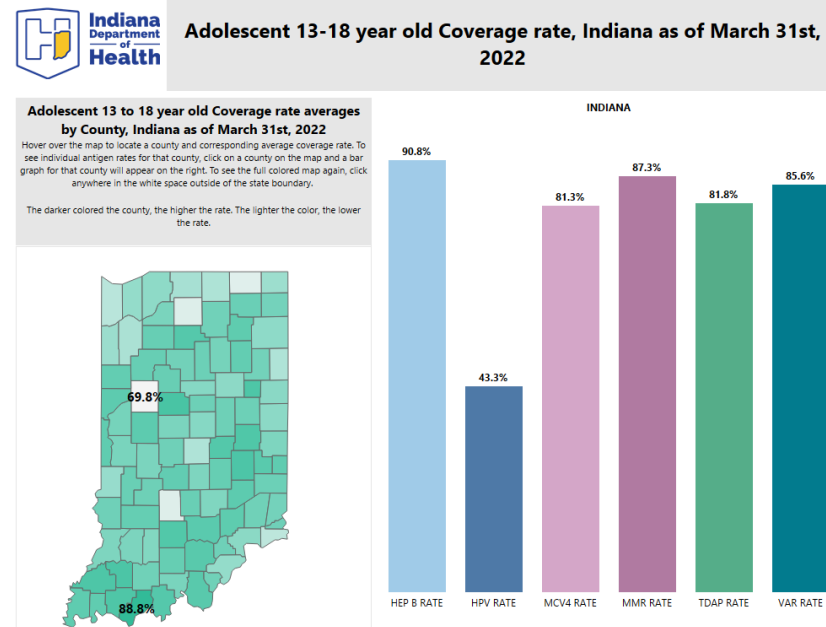 Indiana
Department
of
Health
Adolescent 13-18 year old Coverage rate, Indiana as of March 31st,
2022
Adolescent 13 to 18 year old Coverage rate averages
by County, Indiana as of March 31st, 2022
Hover over the map to locate a county and corresponding average coverage rate. To
see individual antigen rates for that county, click on a county on the map and a bar
graph for that county will appear on the right. To see the full colored map again, click
anywhere in the white space outside of the state boundary.
The darker colored the county, the higher the rate. The lighter the color, the lower
the rate.
69.8%
88.8%
INDIANA
90.8%
43.3%
81.3%
87.3%
81.8%
85.6%
HEP B RATE
HPV RATE
MCV4 RATE
MMR RATE
TDAP RATE
VAR RATE